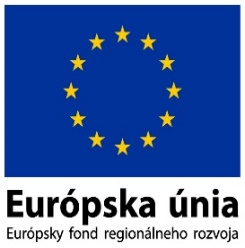 Európska únia
Európsky fond regionálneho rozvoja